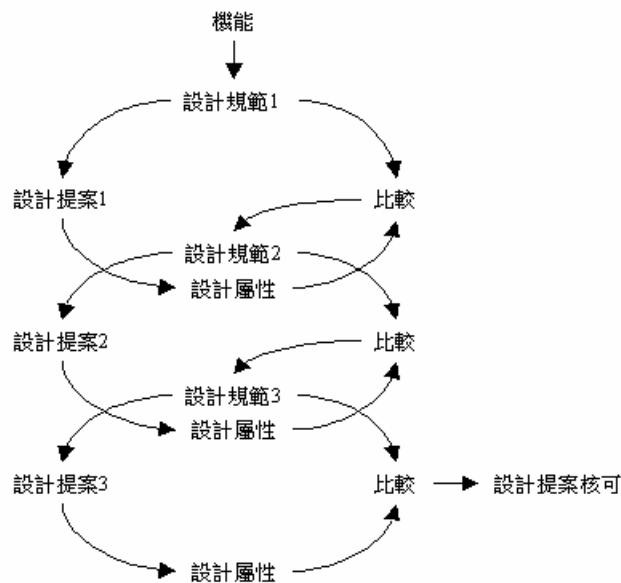 機能
設計規範1
設計提案1
比較
設計規範2
設計屬性
設計提案2
比較
設計規範3
設計屬性
設計提案3
比較
設計提案核可
設計屬性